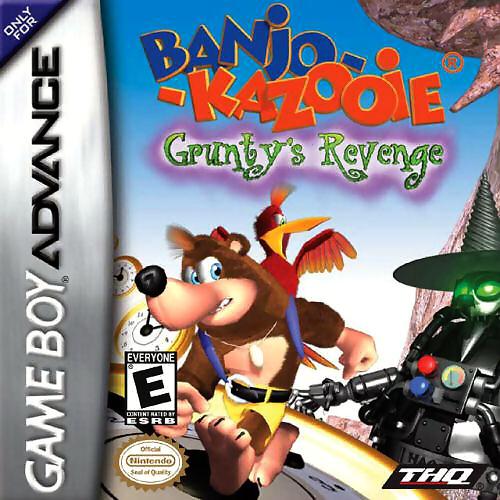 ONLY
FOR
GAME BOY ADVANCE
BANJO-
-KAZOOIE®
Grunty's Revenge
EVERYONE
E
CONTENT RATED BY
ESRB
Official
Nintendo
Seal of Quality
THQ